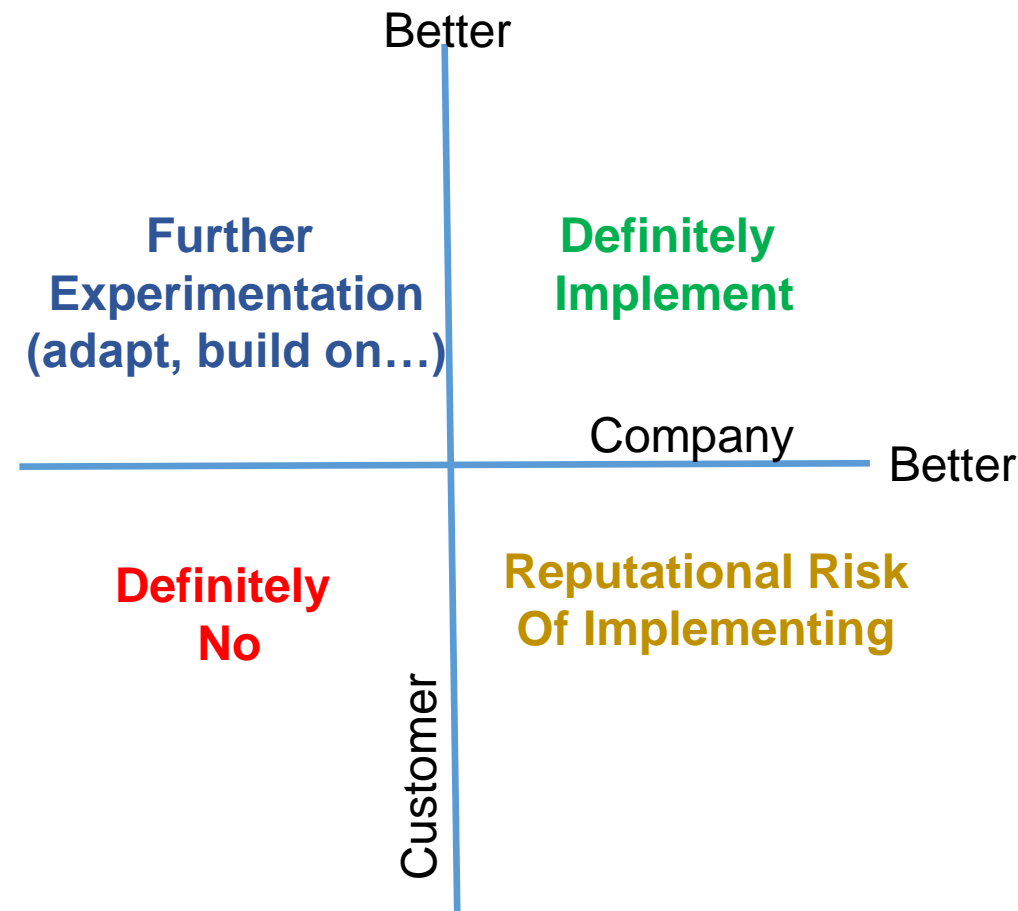 Better
Further
Experimentation
(adapt, build on…)
Definitely
Implement
Company
Better
Definitely
No
Reputational Risk
Of Implementing
Customer